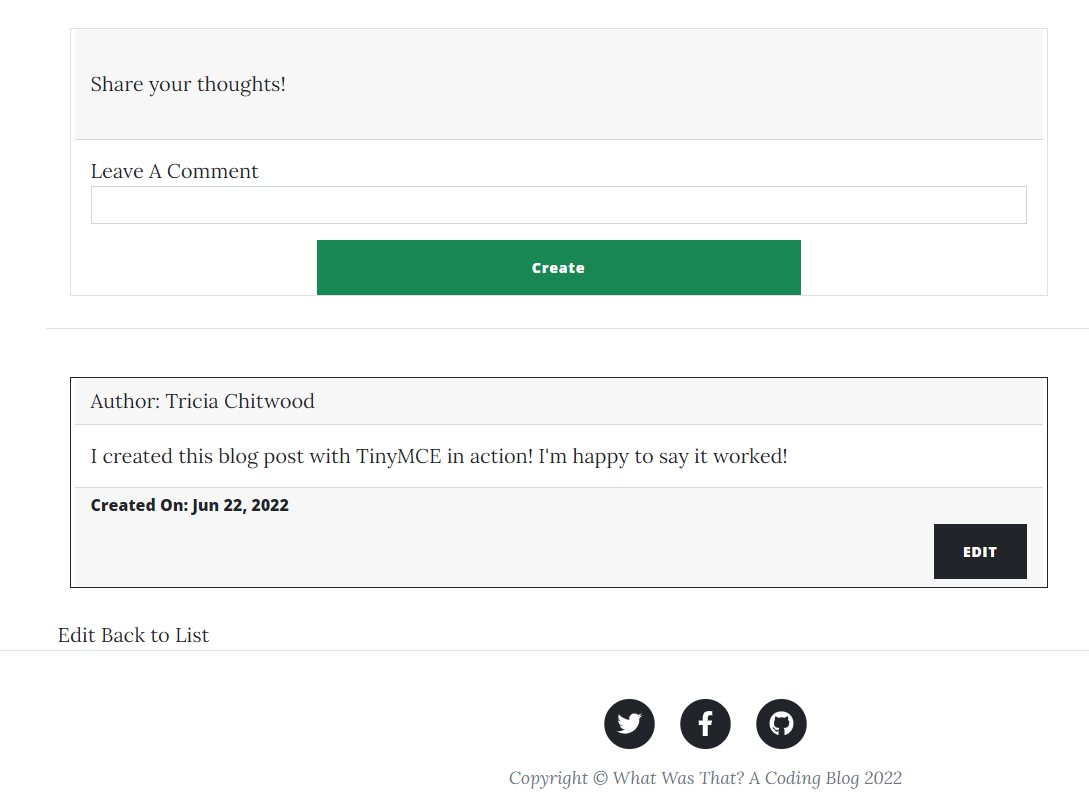 Share your thoughts!
Leave A Comment
Create
Author: Tricia Chitwood
I created this blog post with TinyMCE in action! I'm happy to say it worked!
Created On: Jun 22, 2022
EDIT
Edit Back to List
Copyright © What Was That? A Coding Blog 2022